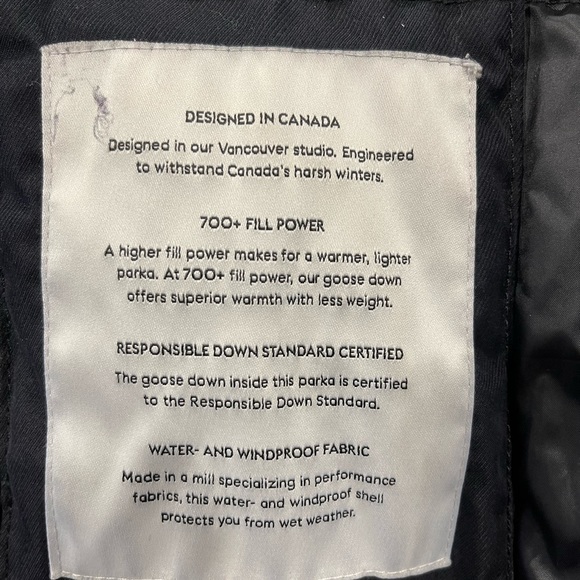 DESIGNED IN CANADA
Designed in our Vancouver studio. Engineered
to withstand Canada's harsh winters.
700+ FILL POWER
A higher fill power makes for a warmer, lighter
parka. At 700+ fill power, our goose down
offers superior warmth with less weight.
RESPONSIBLE DOWN STANDARD CERTIFIED
The goose down inside this parka is certified
to the Responsible Down Standard.
WATER- AND WINDPROOF FABRIC
Made in a mill specializing in performance
fabrics, this water- and windproof shell
protects you from wet weather.